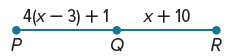 4(x − 3) + 1 x + 10
P Q R